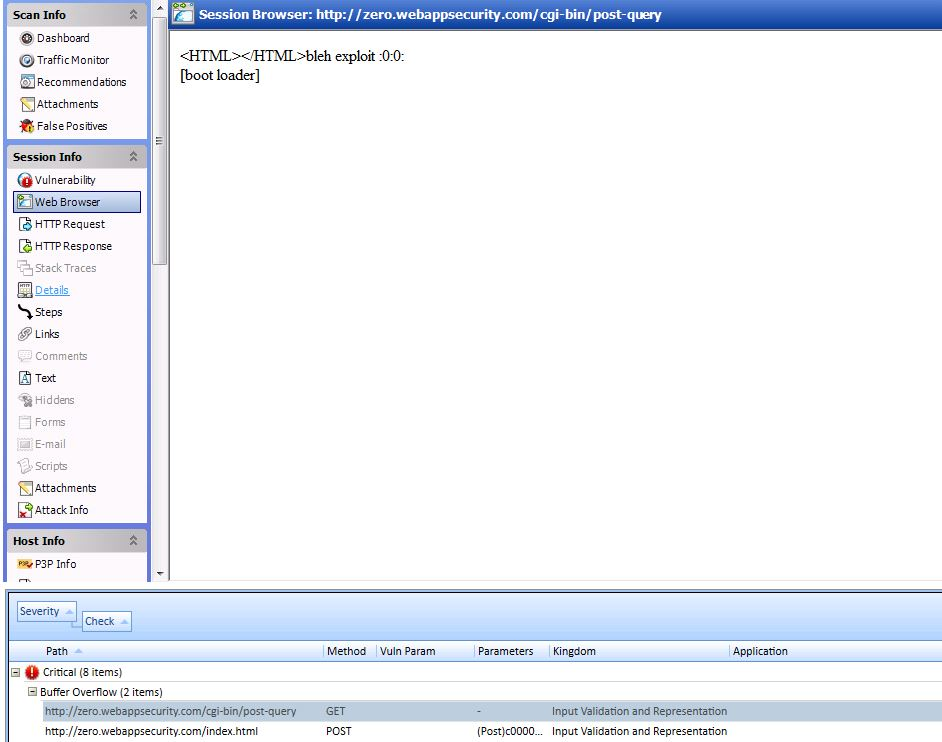 Scan Info
Dashboard
Traffic Monitor
Recommendations
Attachments
False Positives
Session Info
Vulnerability
Web Browser
HTTP Request
HTTP Response
Stack Traces
Details
Steps
Links
Comments
Text
Hiddens
Forms
E-mail
Scripts
Attachments
Attack Info
Host Info
P3P Info
Session Browser: http://zero.webappsecurity.com/cgi-bin/post-query
<HTML></HTML>bleh exploit :0:0:
[boot loader]
Severity
Check
Path Method Vuln Param Parameters Kingdom Application
Critical (8 items)
Buffer Overflow (2 items)
http://zero.webappsecurity.com/cgi-bin/post-query GET - Input Validation and Representation
http://zero.webappsecurity.com/index.html POST (Post)c0000... Input Validation and Representation